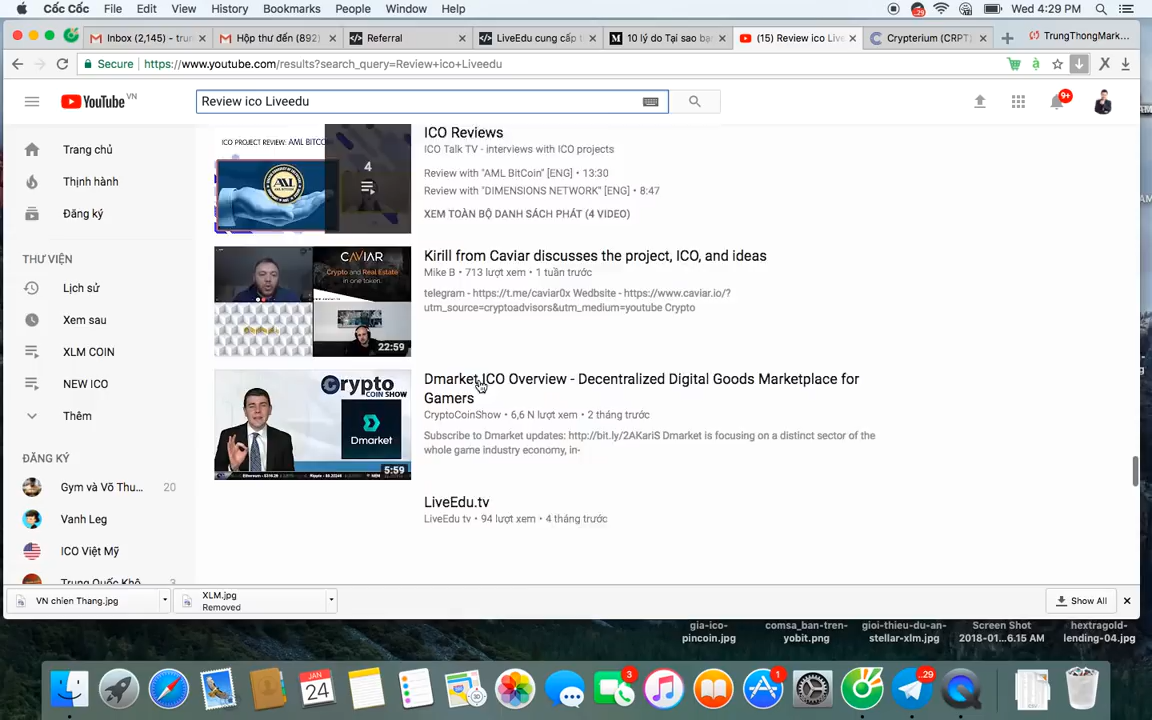 Cốc Cốc File Edit View History Bookmarks People Window Help
29
Wed 4:29 PM
Inbox (2,145) - trun
Hộp thư đến (892)
Referral
LiveEdu cung cấp t
10 lý do Tại sao bạ
(15) Review ico Live
Crypterium (CRPT
TrungThongMark...
Secure https://www.youtube.com/results?search_query=Review+ico+Liveedu
YouTube VN
Review ico Liveedu
9+
Trang chủ
Thịnh hành
Đăng ký
THƯ VIỆN
Lịch sử
Xem sau
XLM COIN
NEW ICO
Thêm
ĐĂNG KÝ
Gym và Võ Thu... 20
Vanh Leg
ICO Việt Mỹ
Trung Quốc Khô 3
ICO PROJECT REVIEW: AML BITCOI
4
ICO Reviews
ICO Talk TV - interviews with ICO projects
Review with "AML BitCoin" [ENG] • 13:30
Review with "DIMENSIONS NETWORK" [ENG] • 8:47
XEM TOÀN BỘ DANH SÁCH PHÁT (4 VIDEO)
CAVIAR
Crypto and Real Estate
in one token.
22:59
Kirill from Caviar discusses the project, ICO, and ideas
Mike B • 713 lượt xem • 1 tuần trước
telegram - https://t.me/caviar0x Wedbsite - https://www.caviar.io/?
utm_source=cryptoadvisors&utm_medium=youtube Crypto
Crypto
COIN SHOW
Dmarket
5:59
Dmarket ICO Overview - Decentralized Digital Goods Marketplace for
Gamers
CryptoCoinShow • 6,6 N lượt xem • 2 tháng trước
Subscribe to Dmarket updates: http://bit.ly/2AKariS Dmarket is focusing on a distinct sector of the
whole game industry economy, in-
LiveEdu.tv
LiveEdu tv • 94 lượt xem • 4 tháng trước
VN chien Thang.jpg
XLM.jpg
Removed
Show All
gia-ico-
pincoin.jpg
comsa_ban-tren-
yobit.png
gioi-thieu-du-an-
stellar-xlm.jpg
Screen Shot
2018-01...6.15 AM
hextragold-
lending-04.jpg
JAN
24
3
1
29